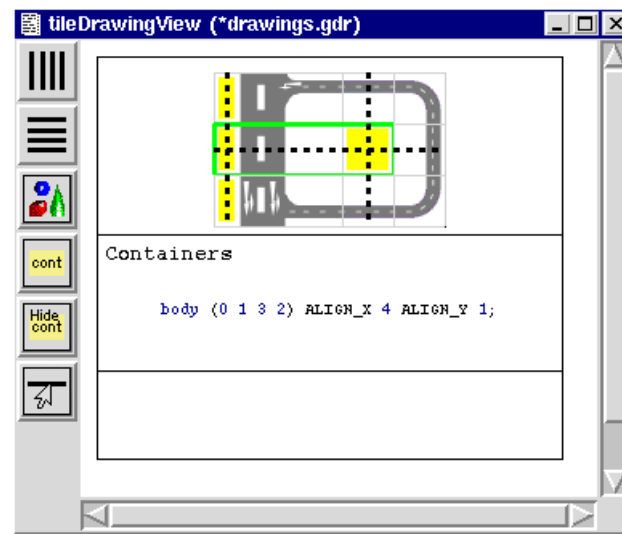 tileDrawingView (*drawings.gdr)
Containers
cont
body (0 1 3 2) ALIGN_X 4 ALIGN_Y 1;
Hide
cont